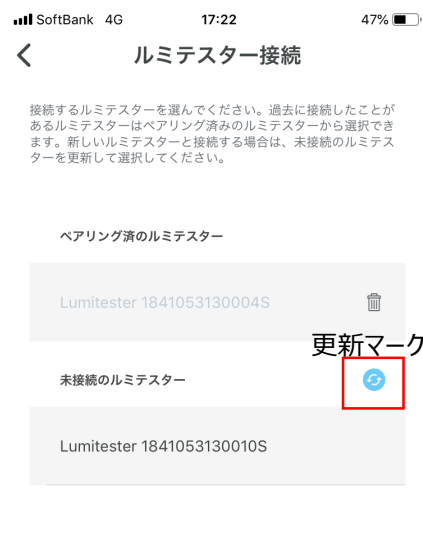 SoftBank 4G 17:22 47%
ルミテスター接続
接続するルミテスターを選んでください。過去に接続したことが
あるルミテスターはペアリング済みのルミテスターから選択でき
ます。新しいルミテスターと接続する場合は、未接続のルミテス
ターを更新して選択してください。
ペアリング済のルミテスター
Lumitester 1841053130004S
更新マーク
未接続のルミテスター
Lumitester 1841053130010S